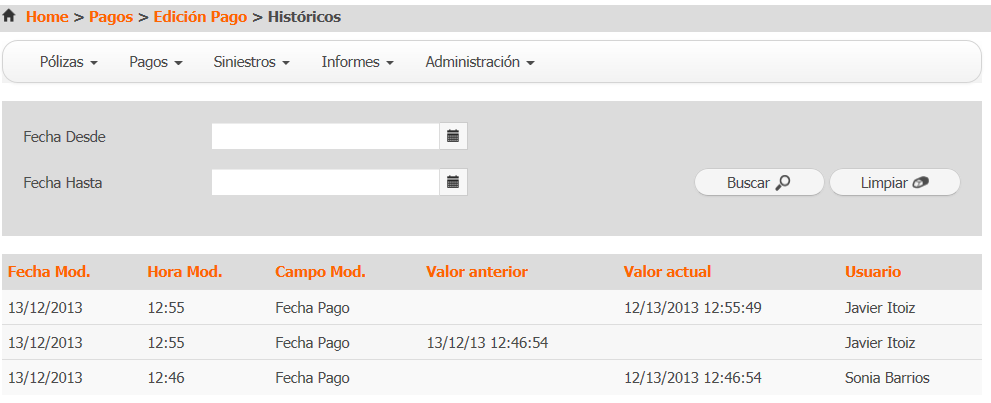 Home > Pagos > Edición Pago > Históricos
Pólizas Pagos Siniestros Informes Administración
Fecha Desde
Fecha Hasta Buscar Limpiar
Fecha Mod. Hora Mod. Campo Mod. Valor anterior Valor actual Usuario
13/12/2013 12:55 Fecha Pago 12/13/2013 12:55:49 Javier Itoiz
13/12/2013 12:55 Fecha Pago 13/12/13 12:46:54 Javier Itoiz
13/12/2013 12:46 Fecha Pago 12/13/2013 12:46:54 Sonia Barrios